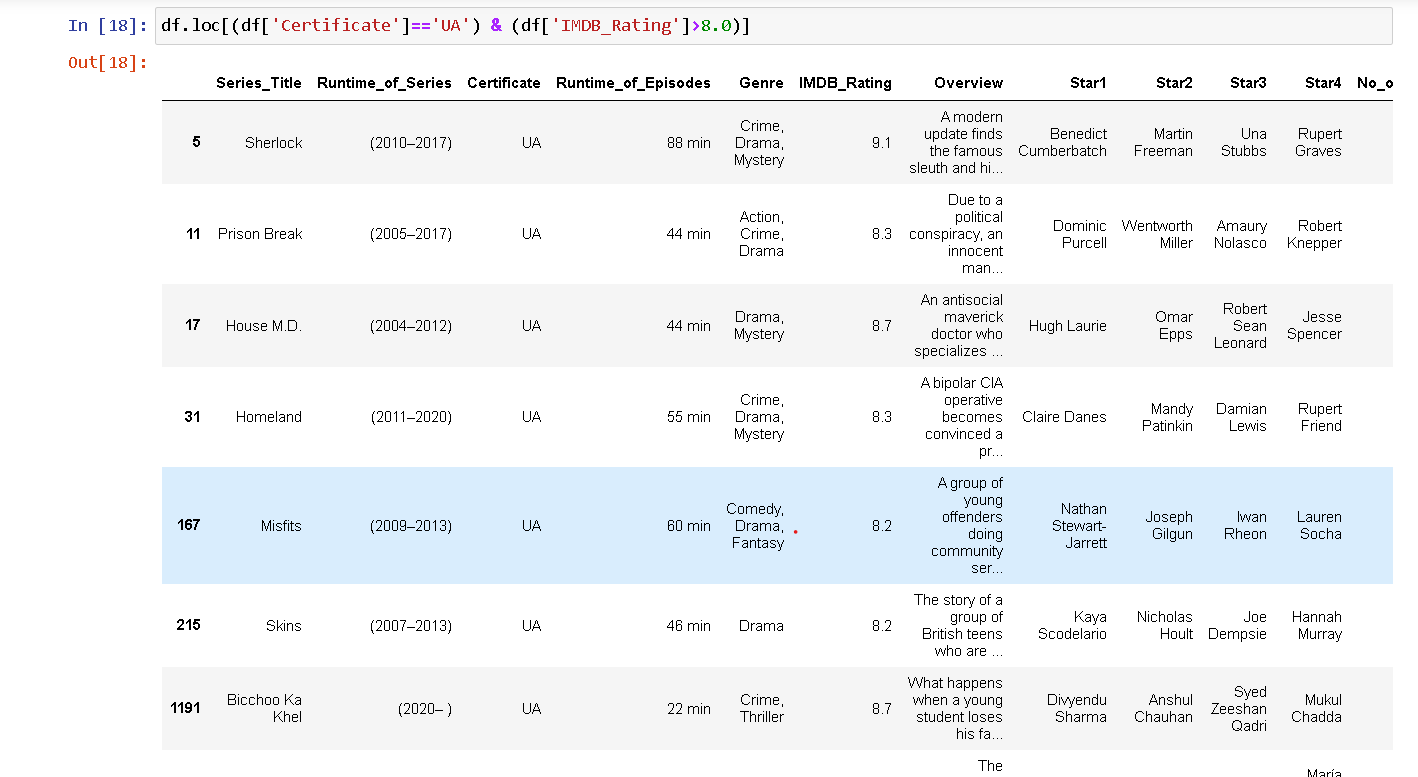 In [18]: df.loc[(df['Certificate']=='UA') & (df['IMDB_Rating']>8.0)]
Out[18]:
Series_Title Runtime_of_Series Certificate Runtime_of_Episodes Genre IMDB_Rating Overview Star1 Star2 Star3 Star4 No_o
5 Sherlock (2010–2017) UA 88 min Crime, Drama, Mystery 9.1 A modern update finds the famous sleuth and hi... Benedict Cumberbatch Martin Freeman Una Stubbs Rupert Graves
11 Prison Break (2005–2017) UA 44 min Action, Crime, Drama 8.3 Due to a political conspiracy, an innocent man... Dominic Purcell Wentworth Miller Amaury Nolasco Robert Knepper
17 House M.D. (2004–2012) UA 44 min Drama, Mystery 8.7 An antisocial maverick doctor who specializes ... Hugh Laurie Omar Epps Robert Sean Leonard Jesse Spencer
31 Homeland (2011–2020) UA 55 min Crime, Drama, Mystery 8.3 A bipolar CIA operative becomes convinced a pr... Claire Danes Mandy Patinkin Damian Lewis Rupert Friend
167 Misfits (2009–2013) UA 60 min Comedy, Drama, Fantasy 8.2 A group of young offenders doing community ser... Nathan Stewart-Jarrett Joseph Gilgun Iwan Rheon Lauren Socha
215 Skins (2007–2013) UA 46 min Drama 8.2 The story of a group of British teens who are ... Kaya Scodelario Nicholas Hoult Joe Dempsie Hannah Murray
1191 Bicchoo Ka Khel (2020– ) UA 22 min Crime, Thriller 8.7 What happens when a young student loses his fa... Divyendu Sharma Anshul Chauhan Syed Zeeshan Qadri Mukul Chadda
The María